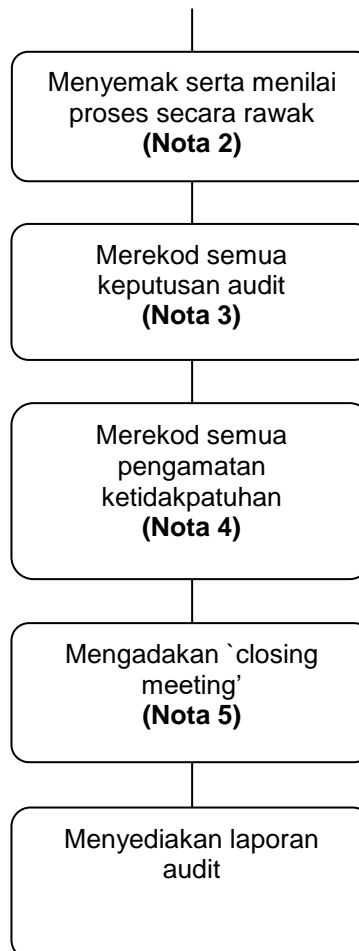 Menyemak serta menilai
proses secara rawak
(Nota 2)
Merekod semua
keputusan audit
(Nota 3)
Merekod semua
pengamatan
ketidakpatuhan
(Nota 4)
Mengadakan `closing
meeting’
(Nota 5)
Menyediakan laporan
audit